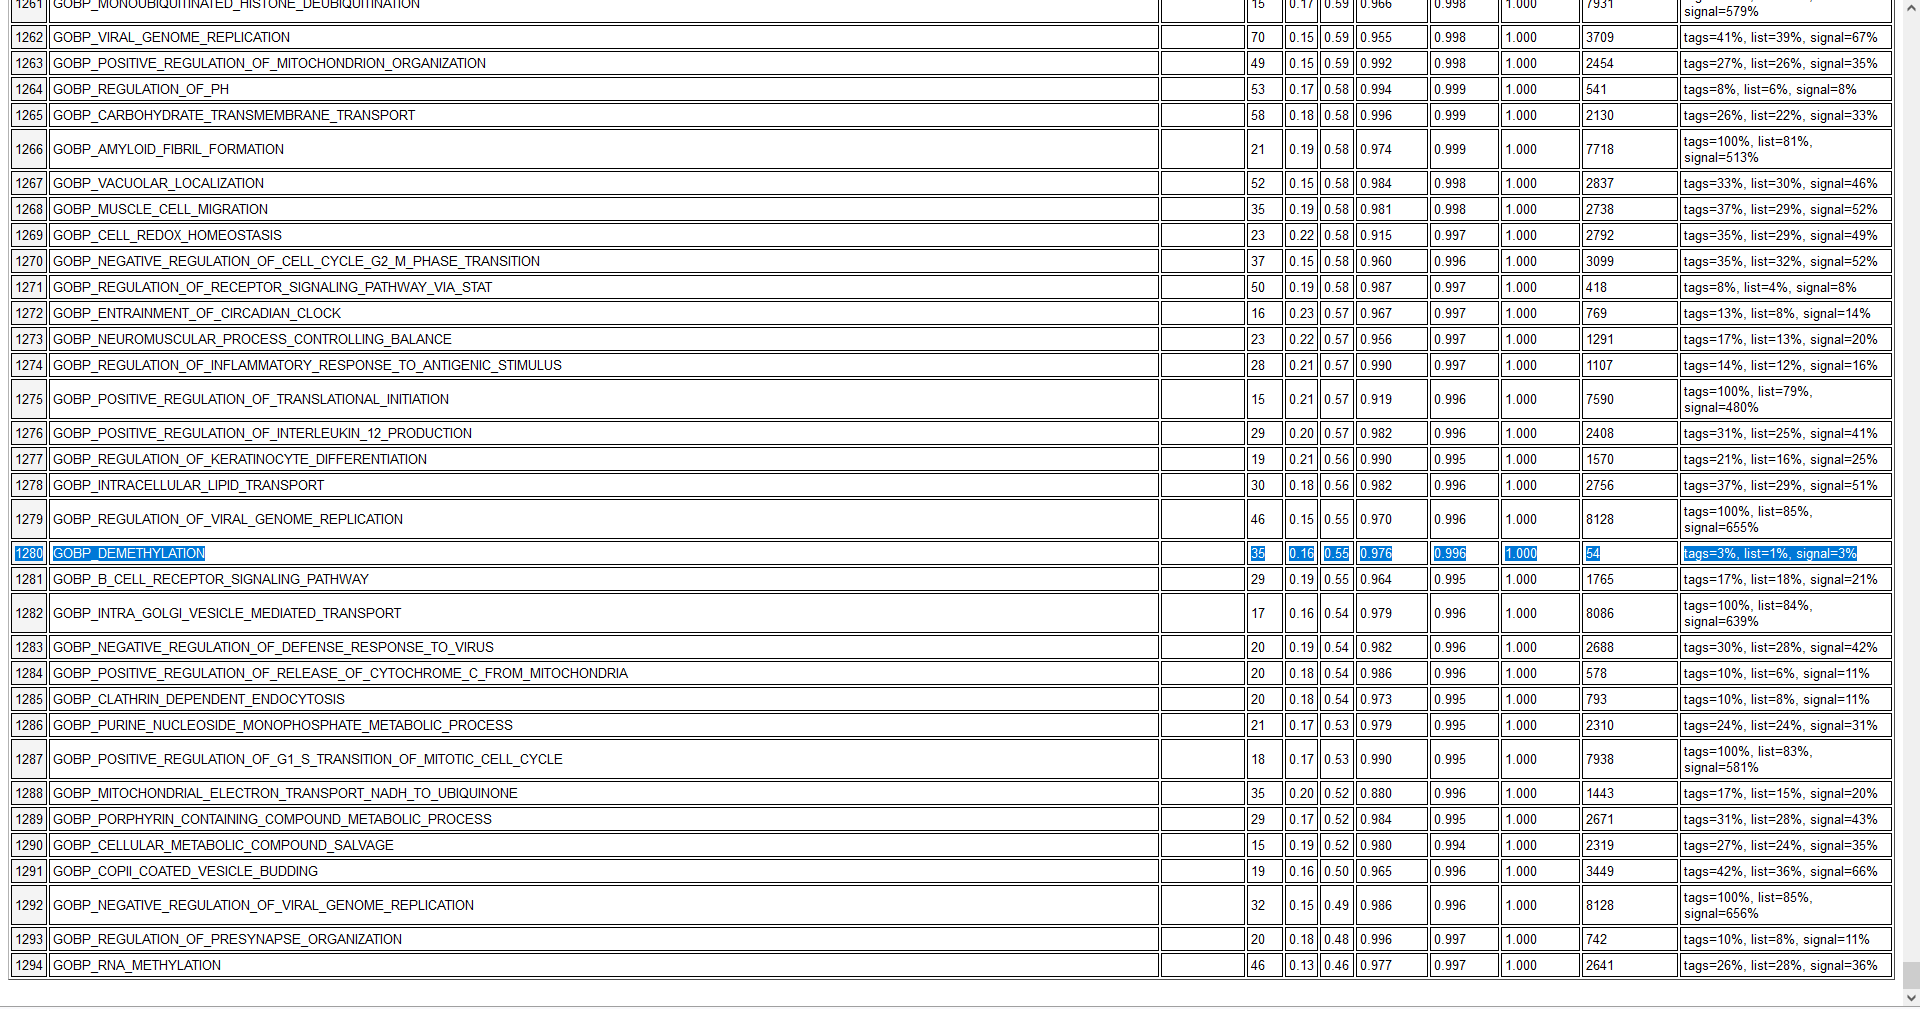 1261 GOBP_MONOUBIQUITINATED_HISTONE_DEUBIQUITINATION 15 0.17 0.59 0.966 0.998 1.000 7931
signal=579%
1262 GOBP_VIRAL_GENOME_REPLICATION 70 0.15 0.59 0.955 0.998 1.000 3709 tags=41%, list=39%, signal=67%
1263 GOBP_POSITIVE_REGULATION_OF_MITOCHONDRION_ORGANIZATION 49 0.15 0.59 0.992 0.998 1.000 2454 tags=27%, list=26%, signal=35%
1264 GOBP_REGULATION_OF_PH 53 0.17 0.58 0.994 0.999 1.000 541 tags=8%, list=6%, signal=8%
1265 GOBP_CARBOHYDRATE_TRANSMEMBRANE_TRANSPORT 58 0.18 0.58 0.996 0.999 1.000 2130 tags=26%, list=22%, signal=33%
1266 GOBP_AMYLOID_FIBRIL_FORMATION 21 0.19 0.58 0.974 0.999 1.000 7718 tags=100%, list=81%,
signal=513%
1267 GOBP_VACUOLAR_LOCALIZATION 52 0.15 0.58 0.984 0.998 1.000 2837 tags=33%, list=30%, signal=46%
1268 GOBP_MUSCLE_CELL_MIGRATION 35 0.19 0.58 0.981 0.998 1.000 2738 tags=37%, list=29%, signal=52%
1269 GOBP_CELL_REDOX_HOMEOSTASIS 23 0.22 0.58 0.915 0.997 1.000 2792 tags=35%, list=29%, signal=49%
1270 GOBP_NEGATIVE_REGULATION_OF_CELL_CYCLE_G2_M_PHASE_TRANSITION 37 0.15 0.58 0.960 0.996 1.000 3099 tags=35%, list=32%, signal=52%
1271 GOBP_REGULATION_OF_RECEPTOR_SIGNALING_PATHWAY_VIA_STAT 50 0.19 0.58 0.987 0.997 1.000 418 tags=8%, list=4%, signal=8%
1272 GOBP_ENTRAINMENT_OF_CIRCADIAN_CLOCK 16 0.23 0.57 0.967 0.997 1.000 769 tags=13%, list=8%, signal=14%
1273 GOBP_NEUROMUSCULAR_PROCESS_CONTROLLING_BALANCE 23 0.22 0.57 0.956 0.997 1.000 1291 tags=17%, list=13%, signal=20%
1274 GOBP_REGULATION_OF_INFLAMMATORY_RESPONSE_TO_ANTIGENIC_STIMULUS 28 0.21 0.57 0.990 0.997 1.000 1107 tags=14%, list=12%, signal=16%
1275 GOBP_POSITIVE_REGULATION_OF_TRANSLATIONAL_INITIATION 15 0.21 0.57 0.919 0.996 1.000 7590 tags=100%, list=79%,
signal=480%
1276 GOBP_POSITIVE_REGULATION_OF_INTERLEUKIN_12_PRODUCTION 29 0.20 0.57 0.982 0.996 1.000 2408 tags=31%, list=25%, signal=41%
1277 GOBP_REGULATION_OF_KERATINOCYTE_DIFFERENTIATION 19 0.21 0.56 0.990 0.995 1.000 1570 tags=21%, list=16%, signal=25%
1278 GOBP_INTRACELLULAR_LIPID_TRANSPORT 30 0.18 0.56 0.982 0.996 1.000 2756 tags=37%, list=29%, signal=51%
1279 GOBP_REGULATION_OF_VIRAL_GENOME_REPLICATION 46 0.15 0.55 0.970 0.996 1.000 8128 tags=100%, list=85%,
signal=655%
1280 GOBP_DEMETHYLATION 35 0.16 0.55 0.976 0.996 1.000 54 tags=3%, list=1%, signal=3%
1281 GOBP_B_CELL_RECEPTOR_SIGNALING_PATHWAY 29 0.19 0.55 0.964 0.995 1.000 1765 tags=17%, list=18%, signal=21%
1282 GOBP_INTRA_GOLGI_VESICLE_MEDIATED_TRANSPORT 17 0.16 0.54 0.979 0.996 1.000 8086 tags=100%, list=84%,
signal=639%
1283 GOBP_NEGATIVE_REGULATION_OF_DEFENSE_RESPONSE_TO_VIRUS 20 0.19 0.54 0.982 0.996 1.000 2688 tags=30%, list=28%, signal=42%
1284 GOBP_POSITIVE_REGULATION_OF_RELEASE_OF_CYTOCHROME_C_FROM_MITOCHONDRIA 20 0.18 0.54 0.986 0.996 1.000 578 tags=10%, list=6%, signal=11%
1285 GOBP_CLATHRIN_DEPENDENT_ENDOCYTOSIS 20 0.18 0.54 0.973 0.995 1.000 793 tags=10%, list=8%, signal=11%
1286 GOBP_PURINE_NUCLEOSIDE_MONOPHOSPHATE_METABOLIC_PROCESS 21 0.17 0.53 0.979 0.995 1.000 2310 tags=24%, list=24%, signal=31%
1287 GOBP_POSITIVE_REGULATION_OF_G1_S_TRANSITION_OF_MITOTIC_CELL_CYCLE 18 0.17 0.53 0.990 0.995 1.000 7938 tags=100%, list=83%,
signal=581%
1288 GOBP_MITOCHONDRIAL_ELECTRON_TRANSPORT_NADH_TO_UBIQUINONE 35 0.20 0.52 0.880 0.996 1.000 1443 tags=17%, list=15%, signal=20%
1289 GOBP_PORPHYRIN_CONTAINING_COMPOUND_METABOLIC_PROCESS 29 0.17 0.52 0.984 0.995 1.000 2671 tags=31%, list=28%, signal=43%
1290 GOBP_CELLULAR_METABOLIC_COMPOUND_SALVAGE 15 0.19 0.52 0.980 0.994 1.000 2319 tags=27%, list=24%, signal=35%
1291 GOBP_COPII_COATED_VESICLE_BUDDING 19 0.16 0.50 0.965 0.996 1.000 3449 tags=42%, list=36%, signal=66%
1292 GOBP_NEGATIVE_REGULATION_OF_VIRAL_GENOME_REPLICATION 32 0.15 0.49 0.986 0.996 1.000 8128 tags=100%, list=85%,
signal=656%
1293 GOBP_REGULATION_OF_PRESYNAPSE_ORGANIZATION 20 0.18 0.48 0.996 0.997 1.000 742 tags=10%, list=8%, signal=11%
1294 GOBP_RNA_METHYLATION 46 0.13 0.46 0.977 0.997 1.000 2641 tags=26%, list=28%, signal=36%